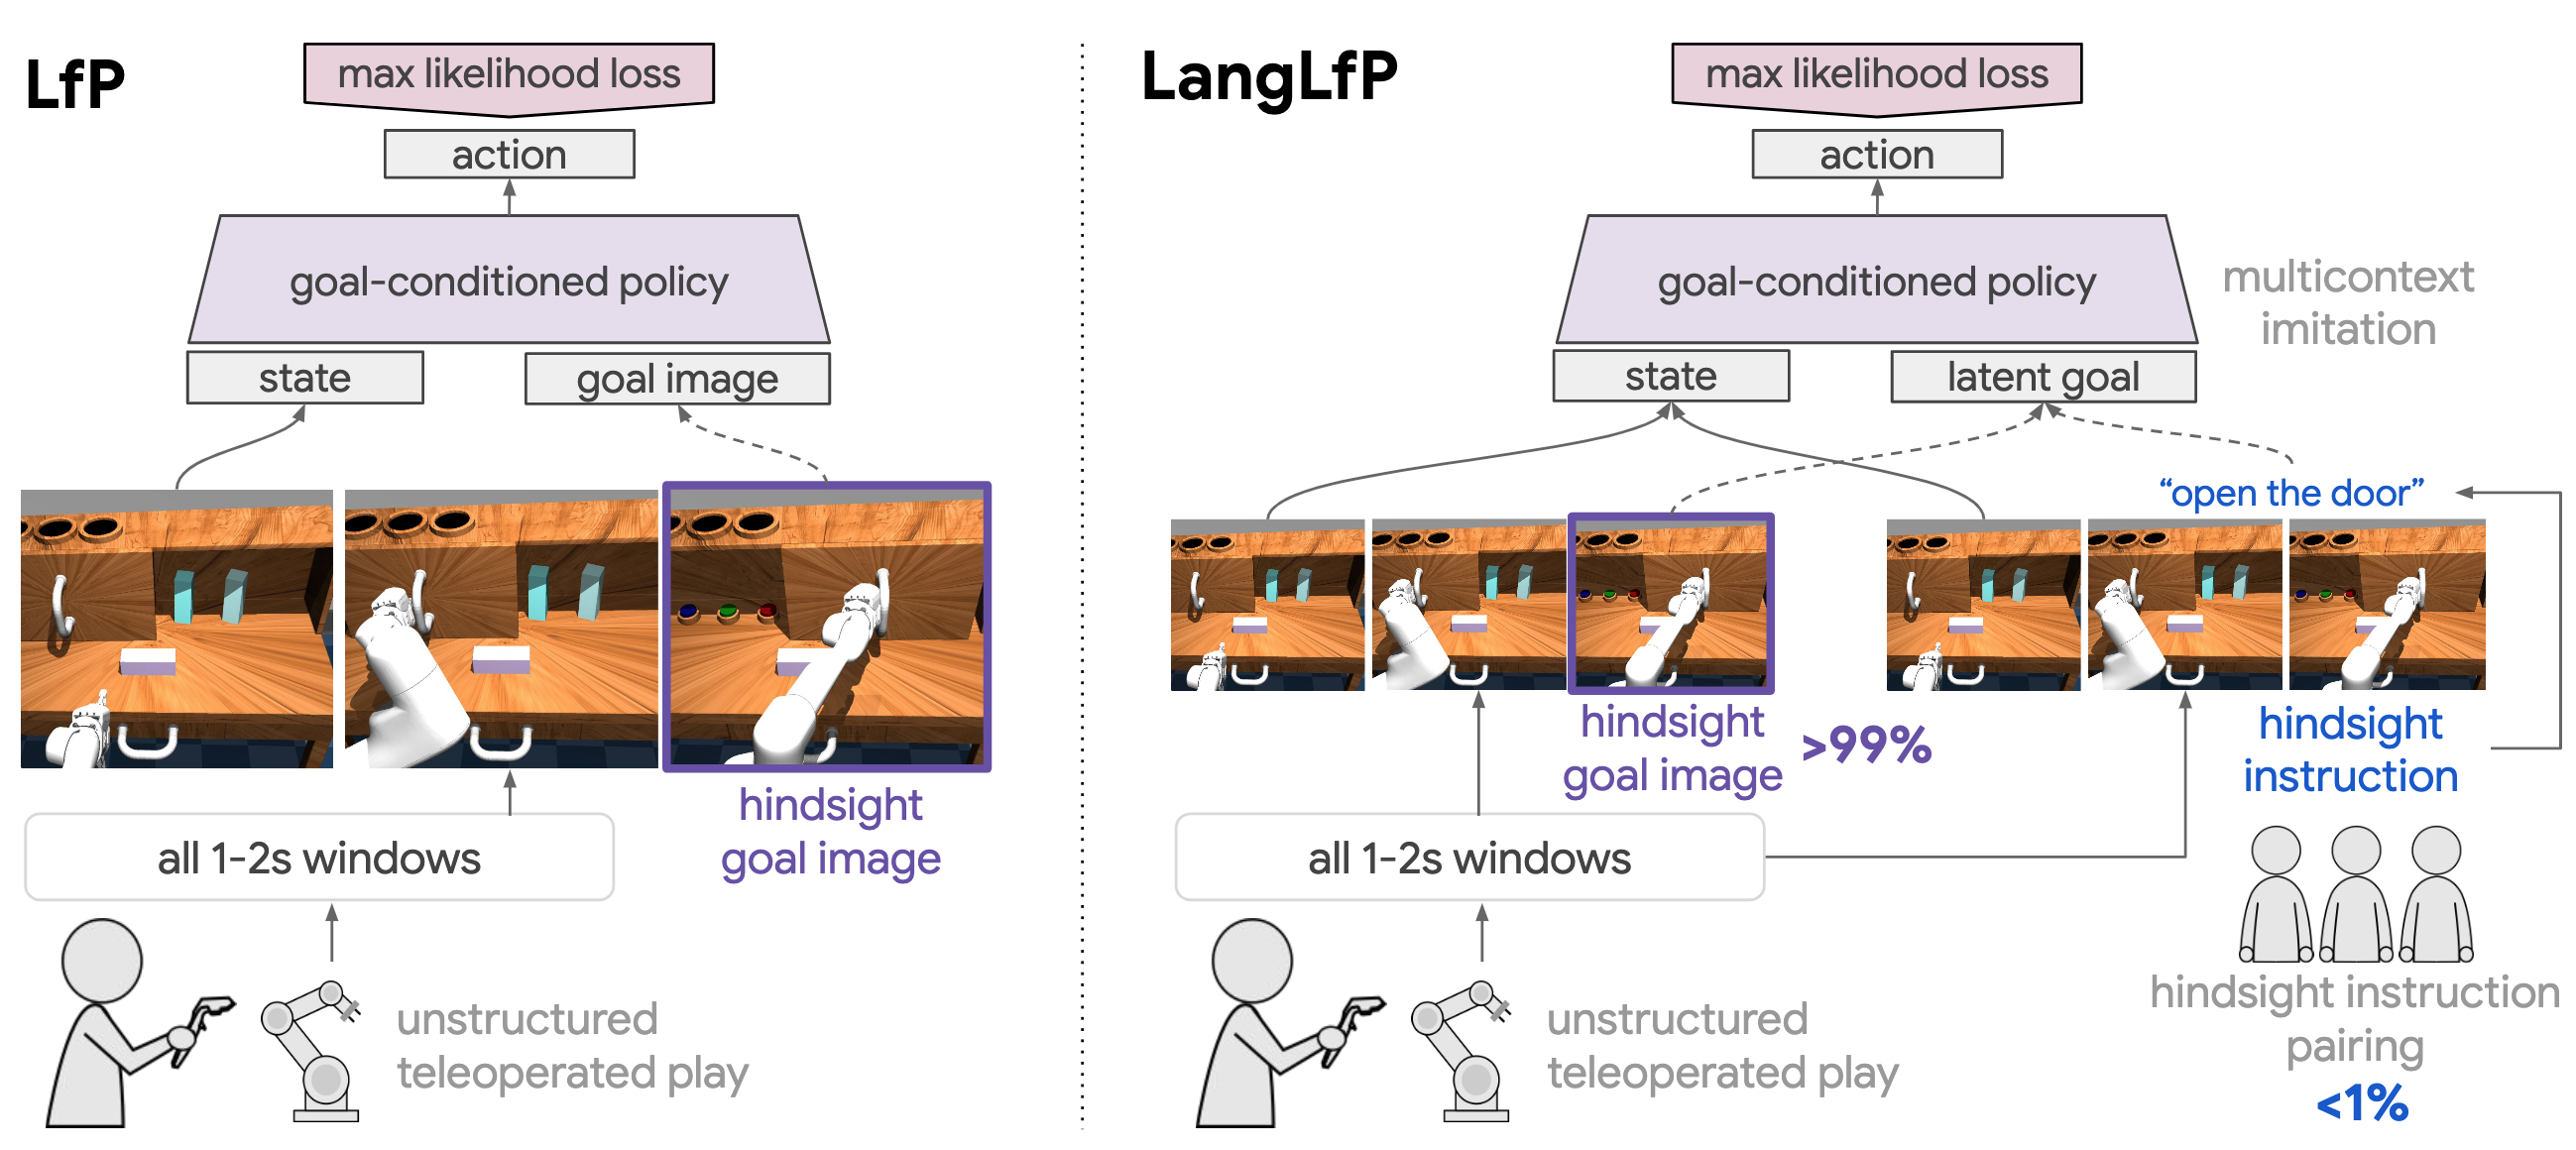 LfP
max likelihood loss
action
goal-conditioned policy
state
goal image
hindsight
goal image
all 1-2s windows
unstructured
teleoperated play
LangLfP
max likelihood loss
action
goal-conditioned policy
multicontext
imitation
state
latent goal
“open the door”
hindsight
goal image
>99%
hindsight
instruction
all 1-2s windows
unstructured
teleoperated play
hindsight instruction
pairing
<1%